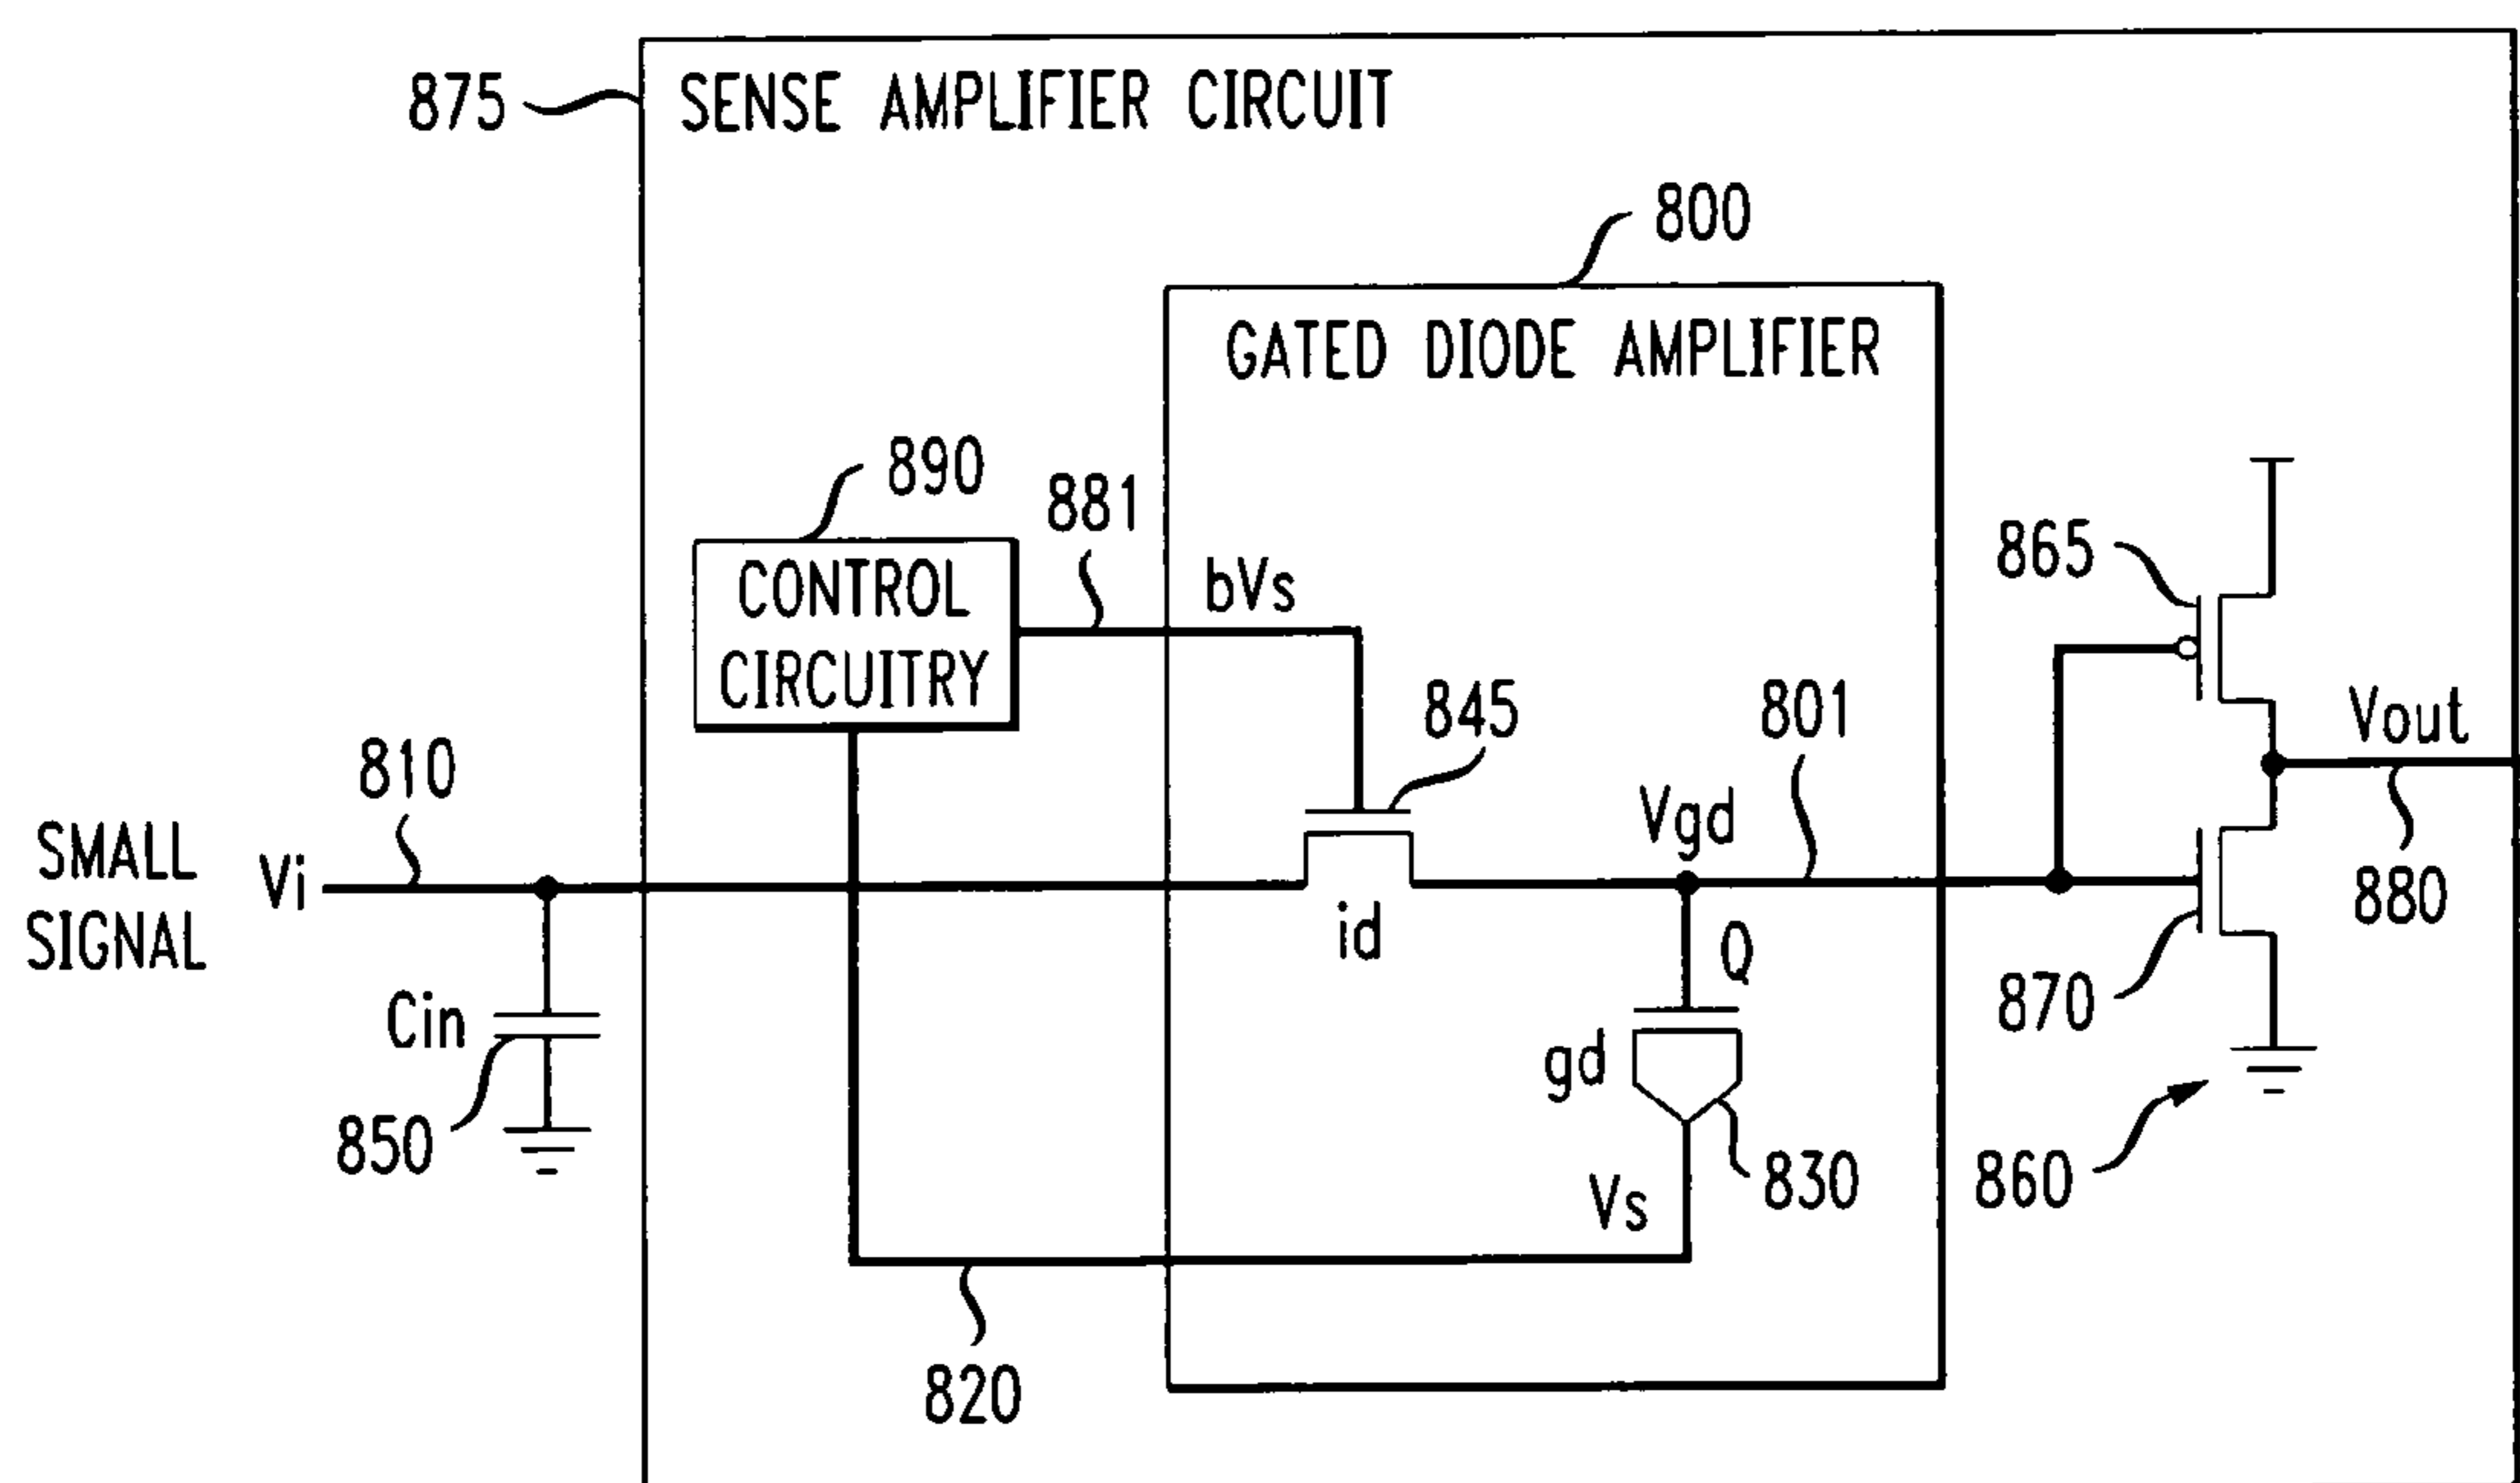 875
SENSE AMPLIFIER CIRCUIT
800
GATED DIODE AMPLIFIER
890
881
CONTROL
CIRCUITRY
bVs
865
845
801
Vout
810
SMALL
SIGNAL
Vi
Vgd
880
id
Q
Cin
870
gd
850
830
860
Vs
820